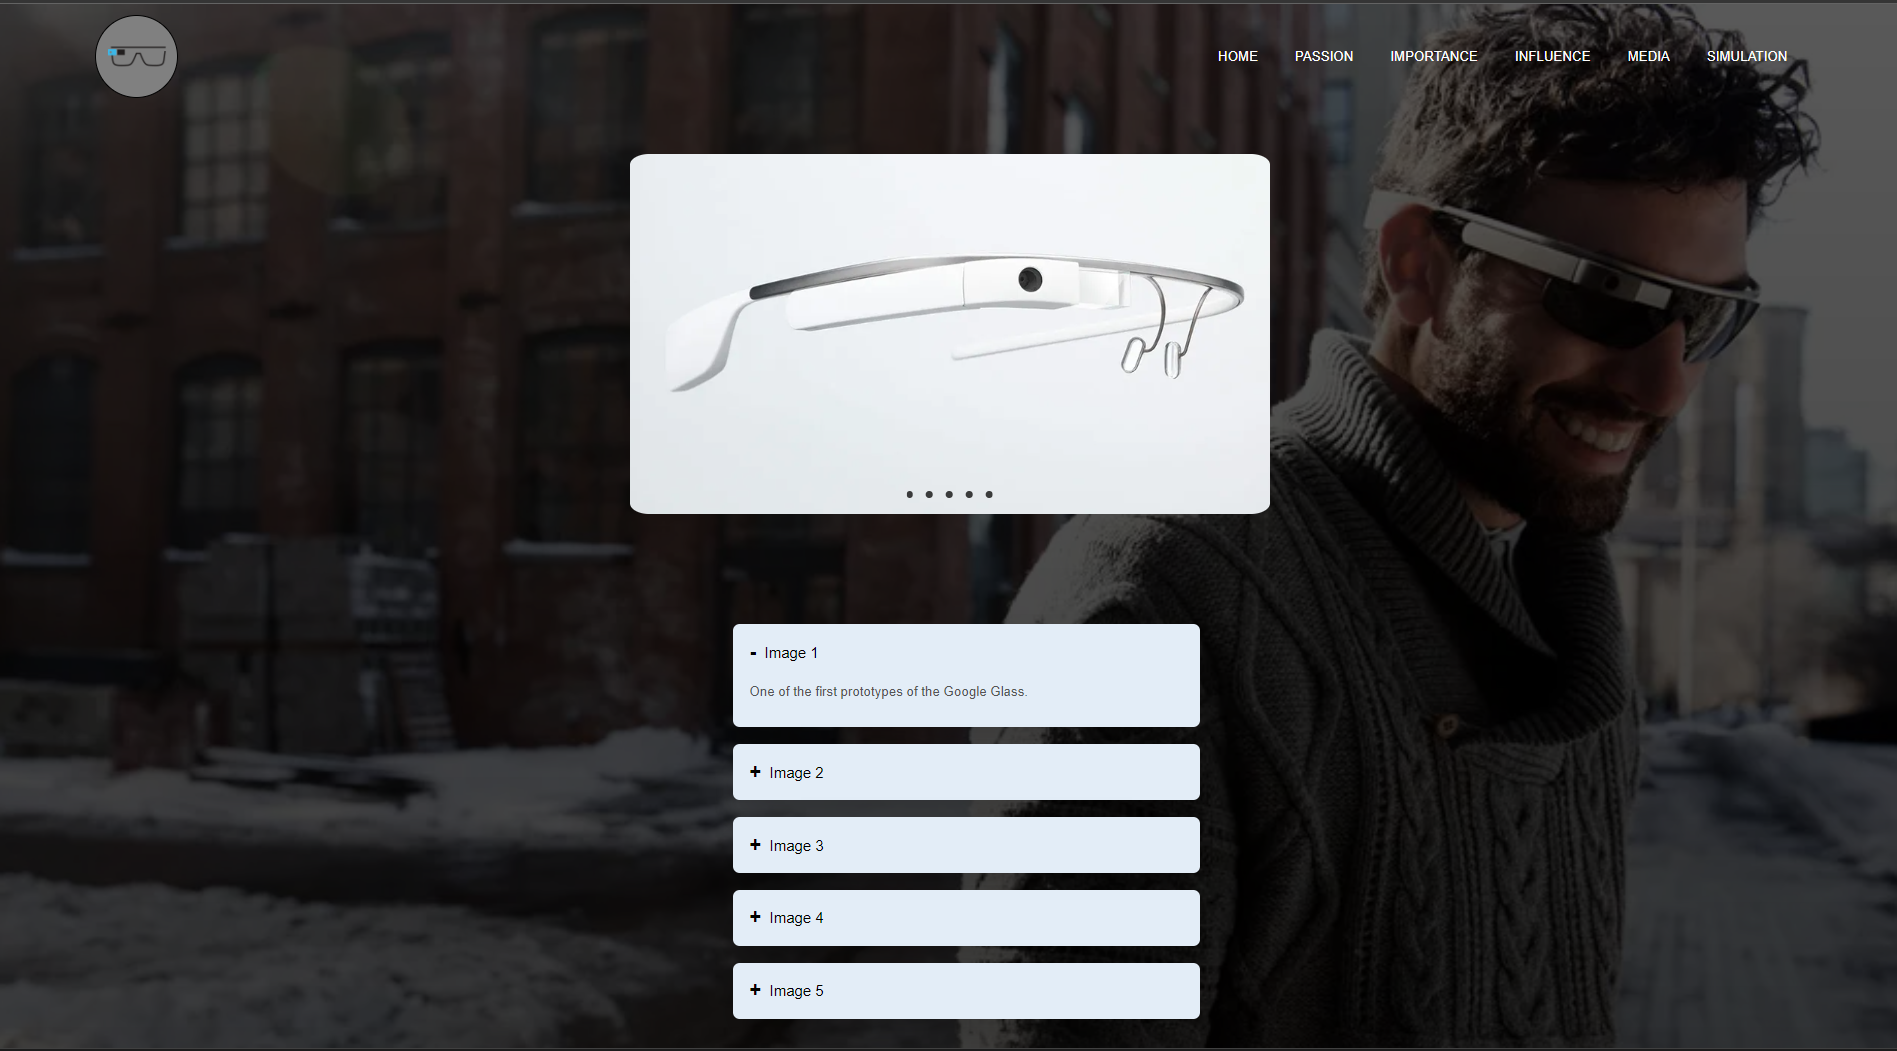 HOME PASSION IMPORTANCE INFLUENCE MEDIA SIMULATION
- Image 1
One of the first prototypes of the Google Glass.
+ Image 2
+ Image 3
+ Image 4
+ Image 5